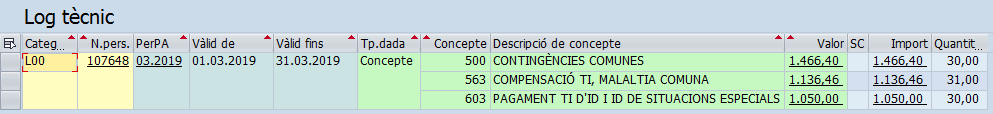 Log tècnic
Categ... N.pers. PerPA Vàlid de Vàlid fins Tp.dada Concepte Descripció de concepte Valor SC Import Quantit...
L00 107648 03.2019 01.03.2019 31.03.2019 Concepte 500 CONTINGÈNCIES COMUNES 1.466,40 1.466,40 30,00
563 COMPENSACIÓ TI, MALALTIA COMUNA 1.136,46 1.136,46 31,00
603 PAGAMENT TI D'ID I ID DE SITUACIONS ESPECIALS 1.050,00 1.050,00 30,00